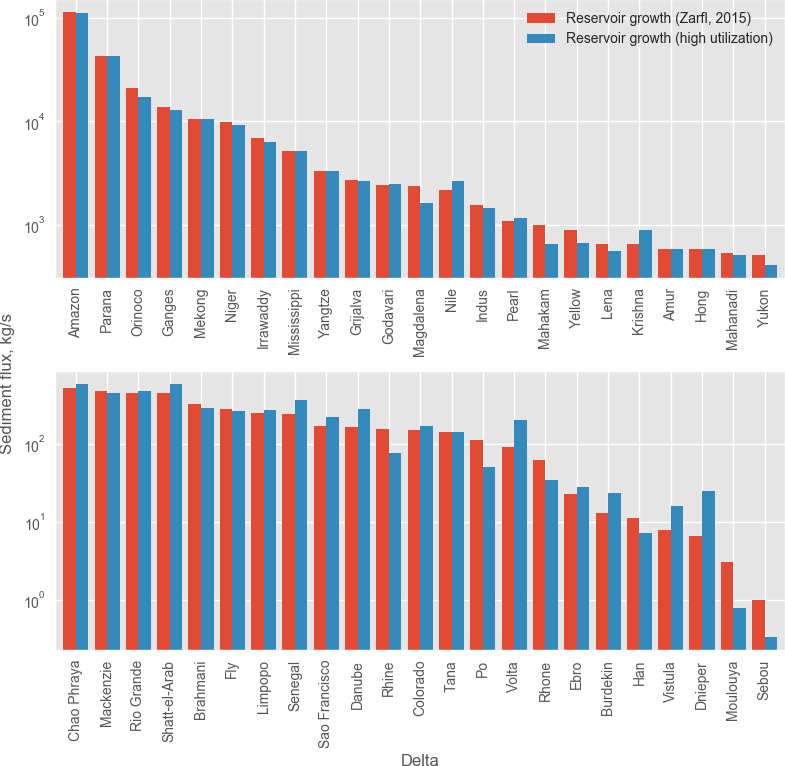 Reservoir growth (Zarfl, 2015)
Reservoir growth (high utilization)
10^5
10^4
10^3
Amazon
Parana
Orinoco
Ganges
Mekong
Niger
Irrawaddy
Mississippi
Yangtze
Grijalva
Godavari
Magdalena
Nile
Indus
Pearl
Mahakam
Yellow
Lena
Krishna
Amur
Hong
Mahanadi
Yukon
Sediment flux, kg/s
10^2
10^1
10^0
Chao Phraya
Mackenzie
Rio Grande
Shatt-el-Arab
Brahmani
Fly
Limpopo
Senegal
Sao Francisco
Danube
Rhine
Colorado
Tana
Po
Volta
Rhone
Ebro
Burdekin
Han
Vistula
Dnieper
Moulouya
Sebou
Delta